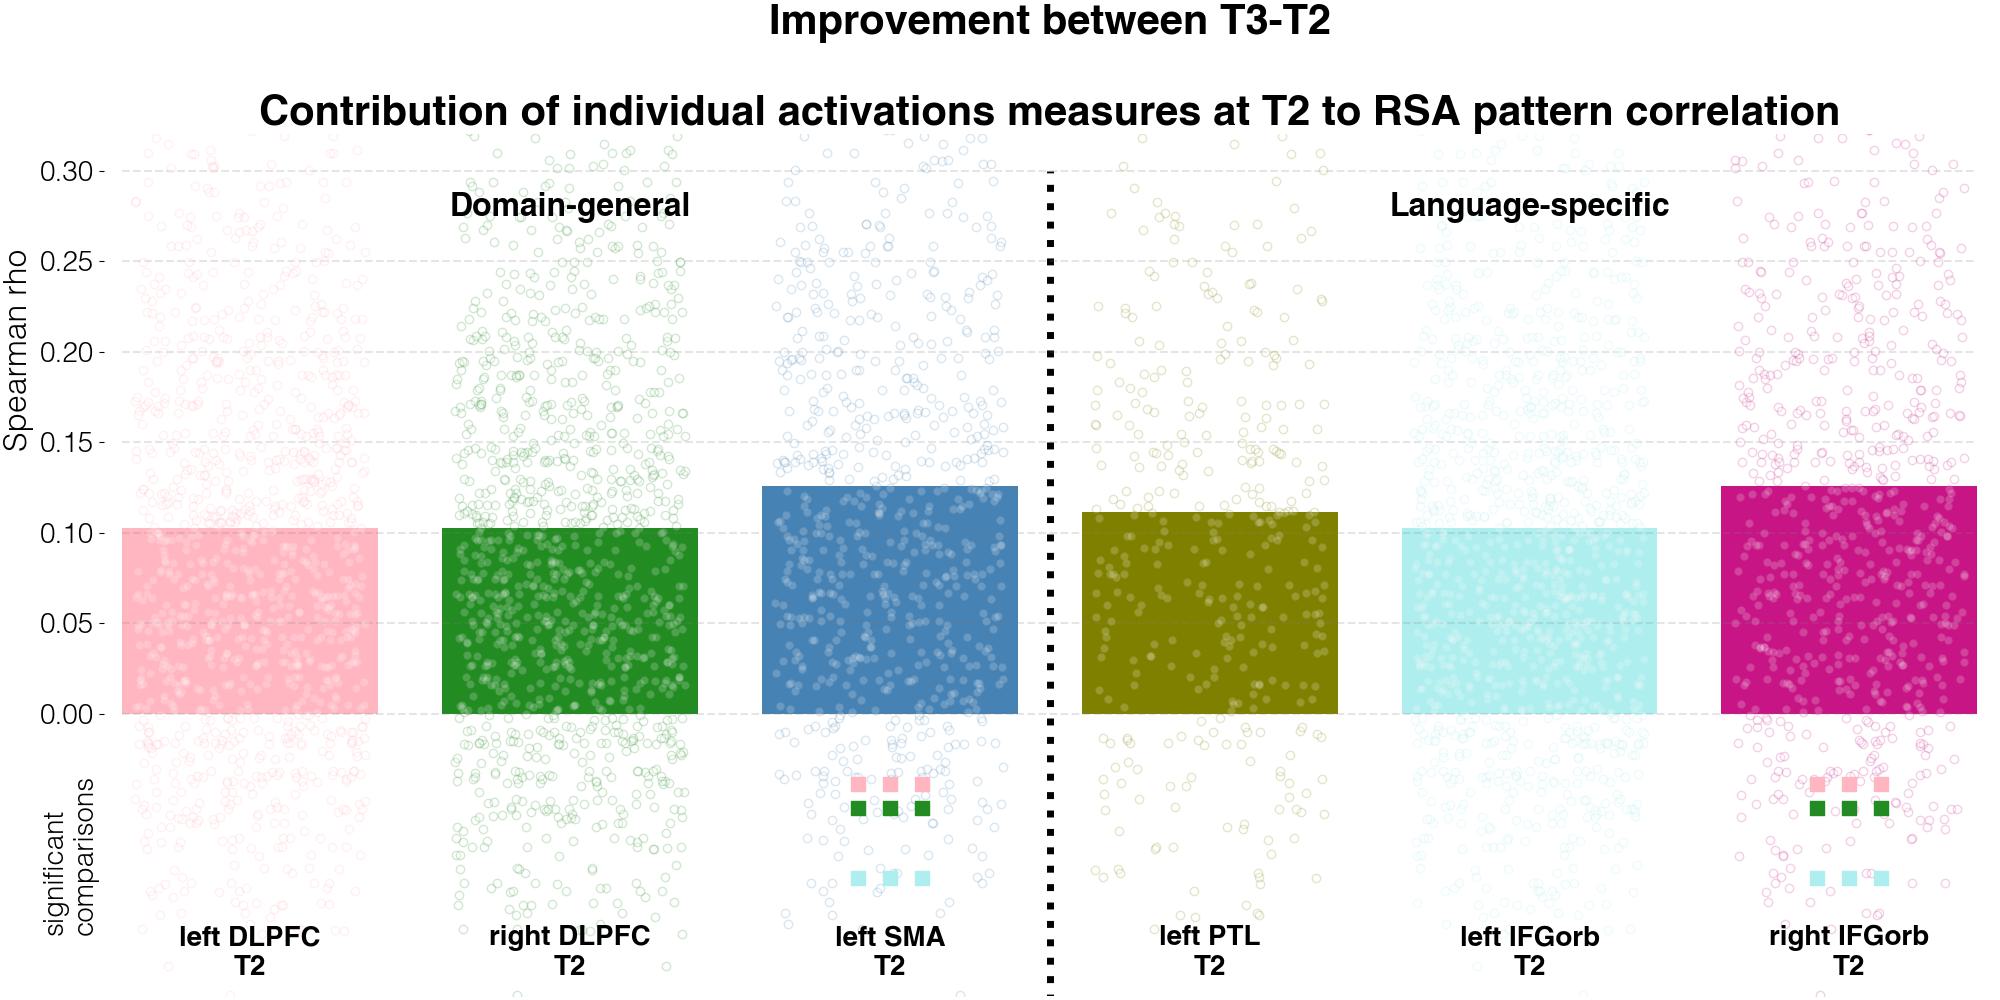 Improvement between T3-T2
Contribution of individual activations measures at T2 to RSA pattern correlation
Spearman rho
0.30
0.25
0.20
0.15
0.10
0.05
0.00
Domain-general
Language-specific
significant
comparisons
left DLPFC
T2
right DLPFC
T2
left SMA
T2
left PTL
T2
left IFGorb
T2
right IFGorb
T2